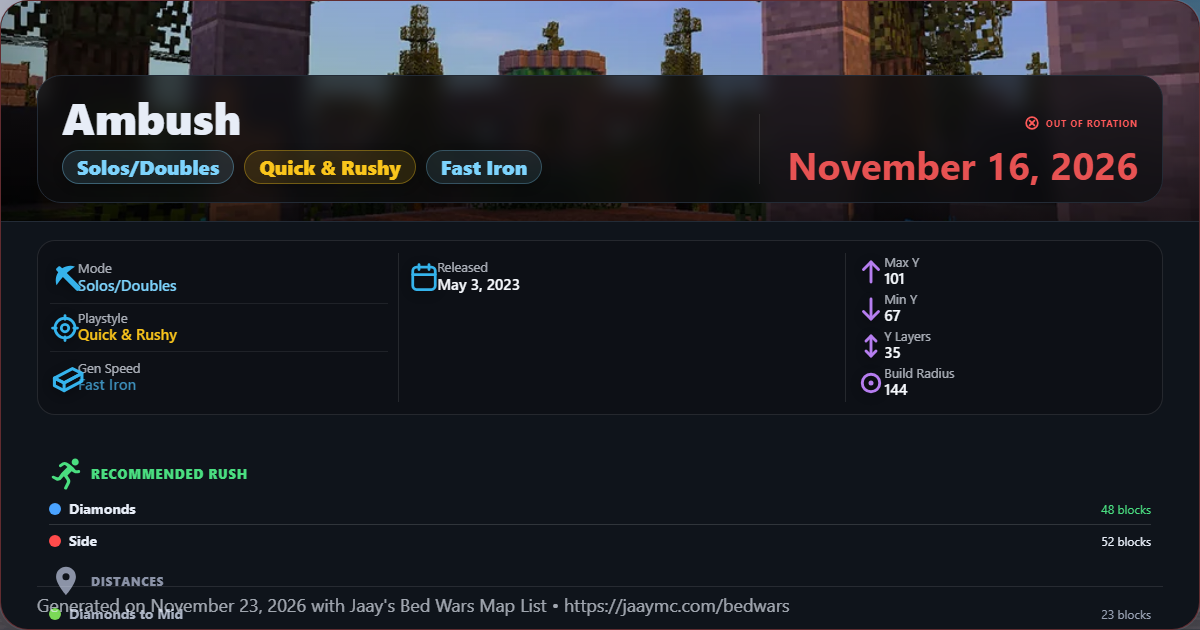 Ambush
OUT OF ROTATION
Solos/Doubles
Quick & Rushy
Fast Iron
November 16, 2026
Mode
Solos/Doubles
Playstyle
Quick & Rushy
Gen Speed
Fast Iron
Released
May 3, 2023
Max Y
101
Min Y
67
Y Layers
35
Build Radius
144
RECOMMENDED RUSH
Diamonds
48 blocks
Side
52 blocks
DISTANCES
Generated on November 23, 2026 with Jaay's Bed Wars Map List • https://jaaymc.com/bedwars
Diamonds to Mid
23 blocks